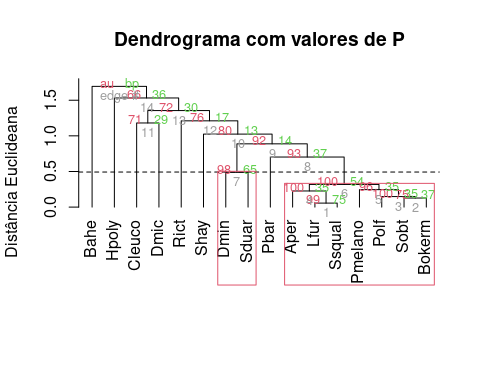 Dendrograma com valores de P
Distância Euclideana
0.0 0.5 1.0 1.5
au bp
edge #
66 36
14
72 30
13
71 29
11
76 17
12
80 13
10
92 14
9
93 37
8
98 65
7
100 54
6
100 35
96 35
5
99 75
1
100 35
3
75 37
2
Bahe
Hpoly
Cleuco
Dmic
Rict
Shay
Dmin
Sduar
Pbar
Aper
Lfur
Ssqual
Pmelano
Polf
Sobt
Bokerm